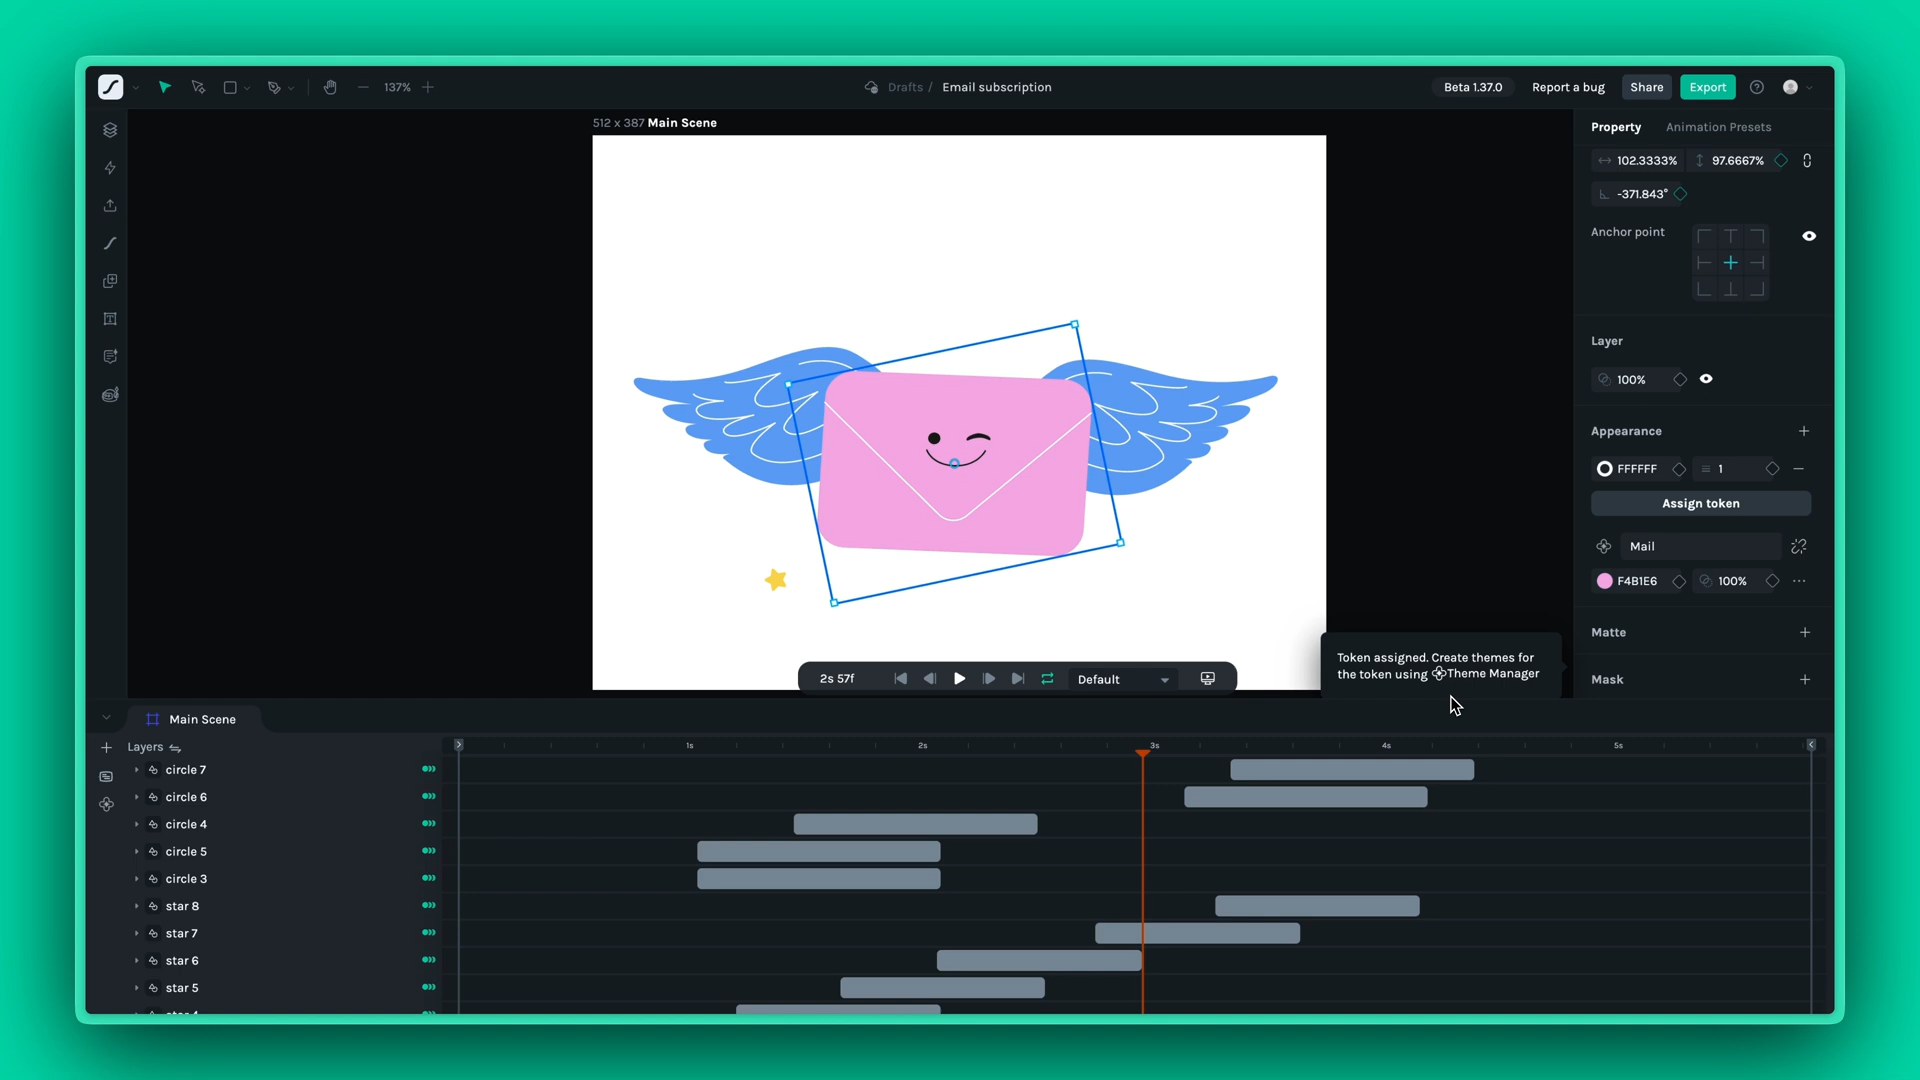 137%
Drafts / Email subscription
Beta 1.37.0
Report a bug
Share
Export
512 x 387 Main Scene
Property
Animation Presets
102.3333%
97.6667%
-371.843°
Anchor point
Layer
100%
Appearance
FFFFFF
1
Assign token
Mail
F4B1E6
100%
Matte
Mask
Token assigned. Create themes for
the token using Theme Manager
2s 57f
Default
Main Scene
Layers
1s
2s
3s
4s
5s
circle 7
circle 6
circle 4
circle 5
circle 3
star 8
star 7
star 6
star 5